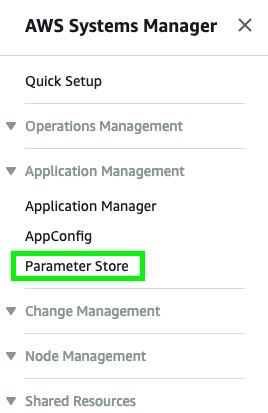 AWS Systems Manager
Quick Setup
Operations Management
Application Management
Application Manager
AppConfig
Parameter Store
Change Management
Node Management
Shared Resources